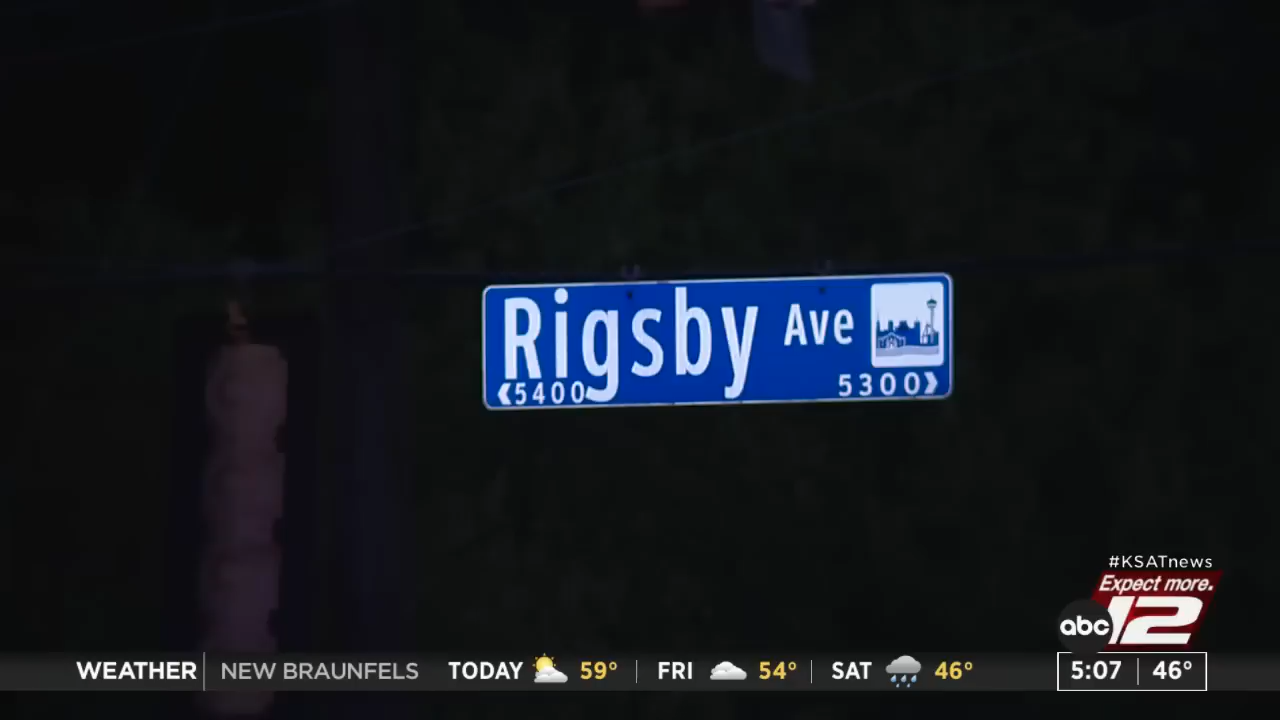 Rigsby Ave
<5400 5300>
#KSATnews
Expect more.
abc 12
WEATHER NEW BRAUNFELS TODAY 59° FRI 54° SAT 46° 5:07 46°